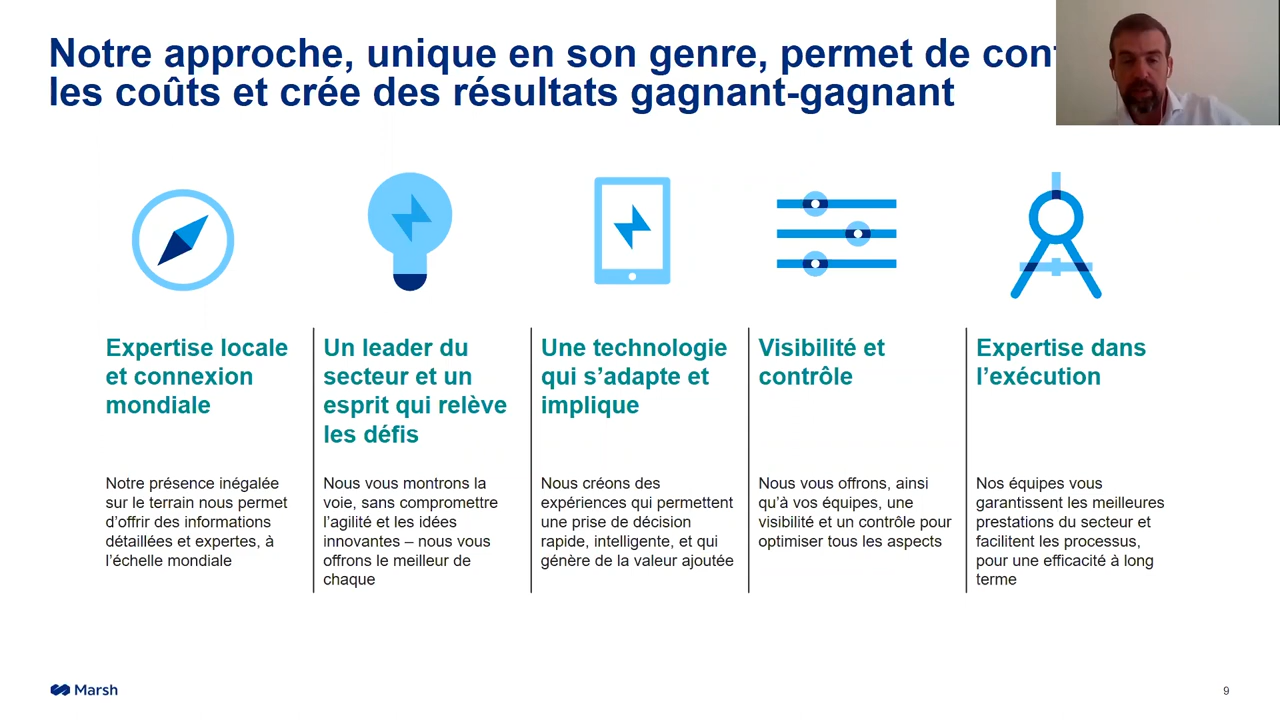 Notre approche, unique en son genre, permet de
les coûts et crée des résultats gagnant-gagnant
Expertise locale
et connexion
mondiale
Notre présence inégalée
sur le terrain nous permet
d’offrir des informations
détaillées et expertes, à
l’échelle mondiale
Un leader du
secteur et un
esprit qui relève
les défis
Nous vous montrons la
voie, sans compromettre
l’agilité et les idées
innovantes – nous vous
offrons le meilleur de
chaque
Une technologie
qui s’adapte et
implique
Nous créons des
expériences qui permettent
une prise de décision
rapide, intelligente, et qui
génère de la valeur ajoutée
Visibilité et
contrôle
Nous vous offrons, ainsi
qu’à vos équipes, une
visibilité et un contrôle pour
optimiser tous les aspects
Expertise dans
l’exécution
Nos équipes vous
garantissent les meilleures
prestations du secteur et
facilitent les processus,
pour une efficacité à long
terme
Marsh
9